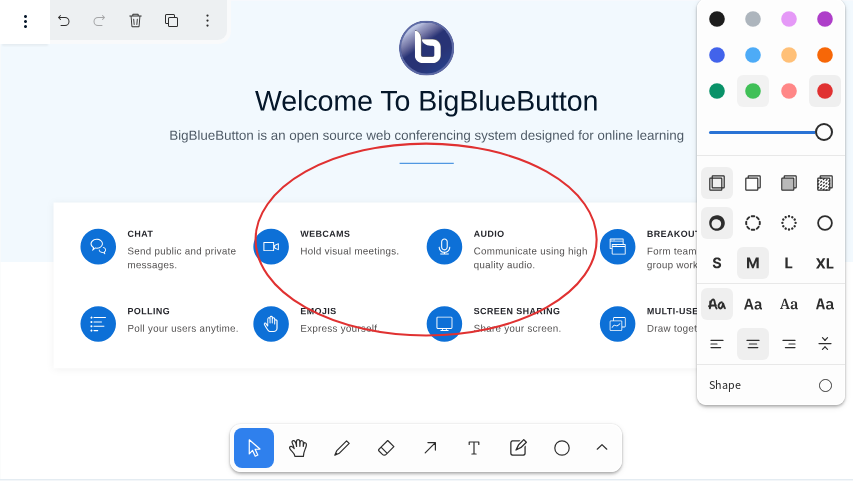 Welcome To BigBlueButton
BigBlueButton is an open source web conferencing system designed for online learning
CHAT
Send public and private
messages.
WEBCAMS
Hold visual meetings.
AUDIO
Communicate using high
quality audio.
BREAKOUT
Form team
group work
POLLING
Poll your users anytime.
EMOJIS
Express yourself.
SCREEN SHARING
Share your screen.
MULTI-USE
Draw toget
S M L XL
Aa Aa Aa Aa
Shape
T